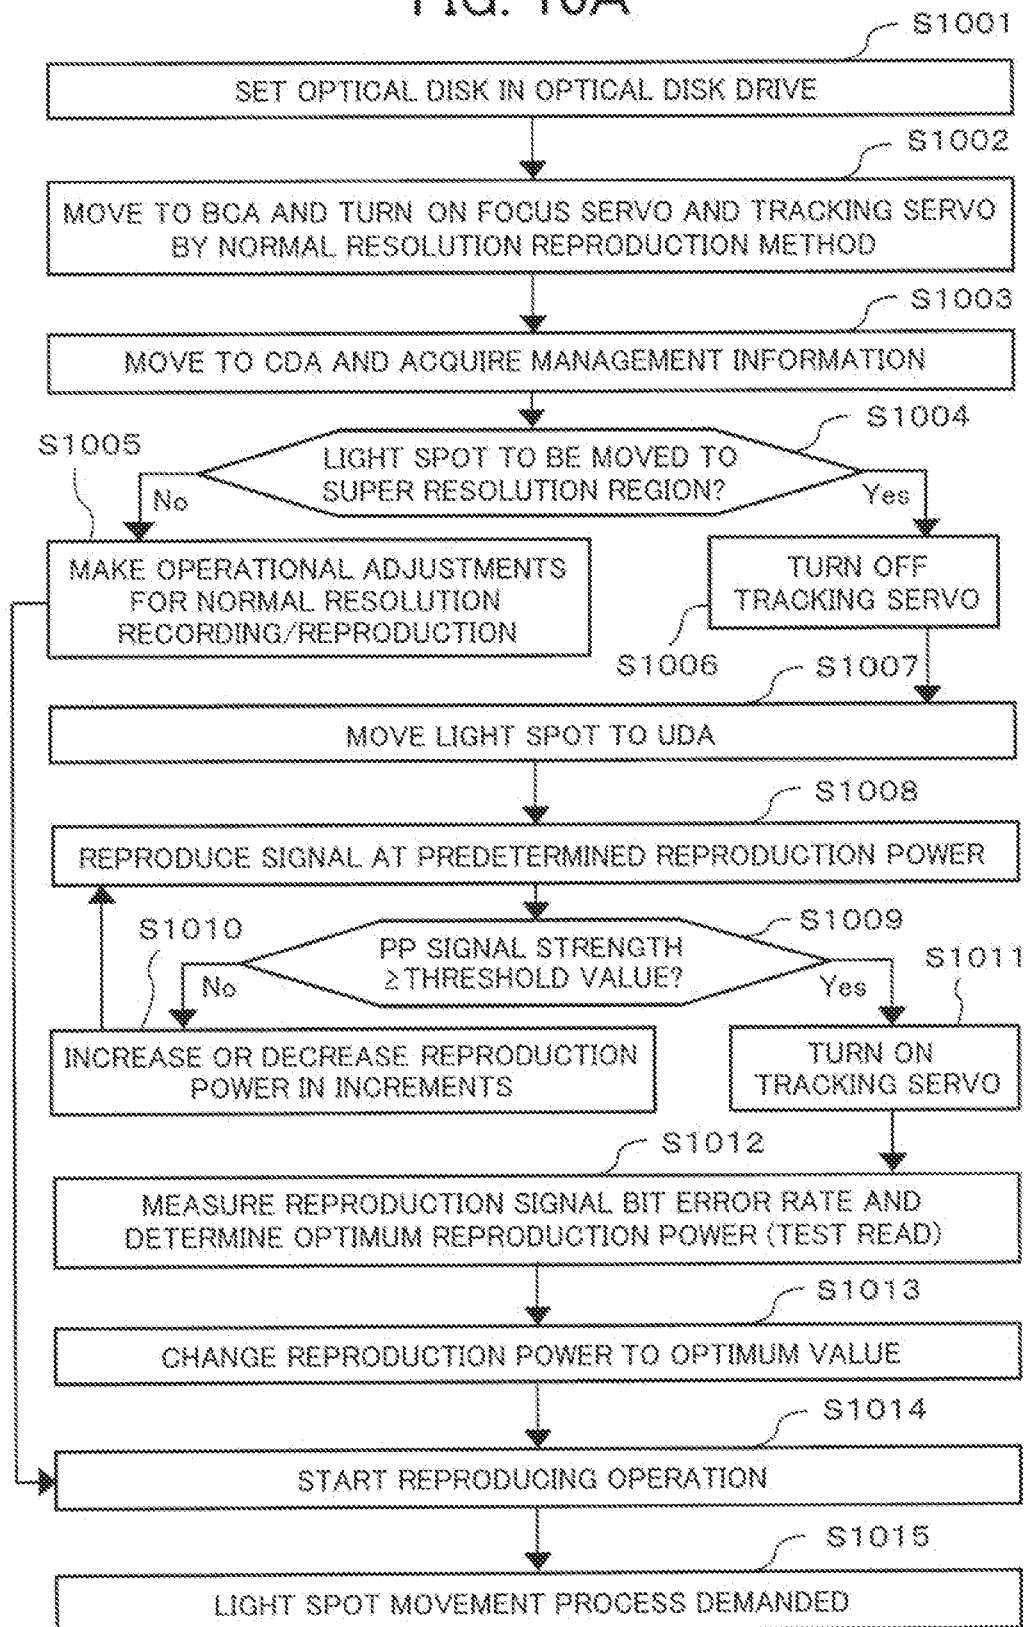 FIG. 10A
S1001
SET OPTICAL DISK IN OPTICAL DISK DRIVE
S1002
MOVE TO BCA AND TURN ON FOCUS SERVO AND TRACKING SERVO
BY NORMAL RESOLUTION REPRODUCTION METHOD
S1003
MOVE TO CDA AND ACQUIRE MANAGEMENT INFORMATION
S1004
LIGHT SPOT TO BE MOVED TO
SUPER RESOLUTION REGION?
S1005
No
Yes
MAKE OPERATIONAL ADJUSTMENTS
FOR NORMAL RESOLUTION
RECORDING/REPRODUCTION
TURN OFF
TRACKING SERVO
S1006
S1007
MOVE LIGHT SPOT TO UDA
S1008
REPRODUCE SIGNAL AT PREDETERMINED REPRODUCTION POWER
S1009
PP SIGNAL STRENGTH
≥THRESHOLD VALUE?
S1010
No
Yes
S1011
INCREASE OR DECREASE REPRODUCTION
POWER IN INCREMENTS
TURN ON
TRACKING SERVO
S1012
MEASURE REPRODUCTION SIGNAL BIT ERROR RATE AND
DETERMINE OPTIMUM REPRODUCTION POWER (TEST READ)
S1013
CHANGE REPRODUCTION POWER TO OPTIMUM VALUE
S1014
START REPRODUCING OPERATION
S1015
LIGHT SPOT MOVEMENT PROCESS DEMANDED